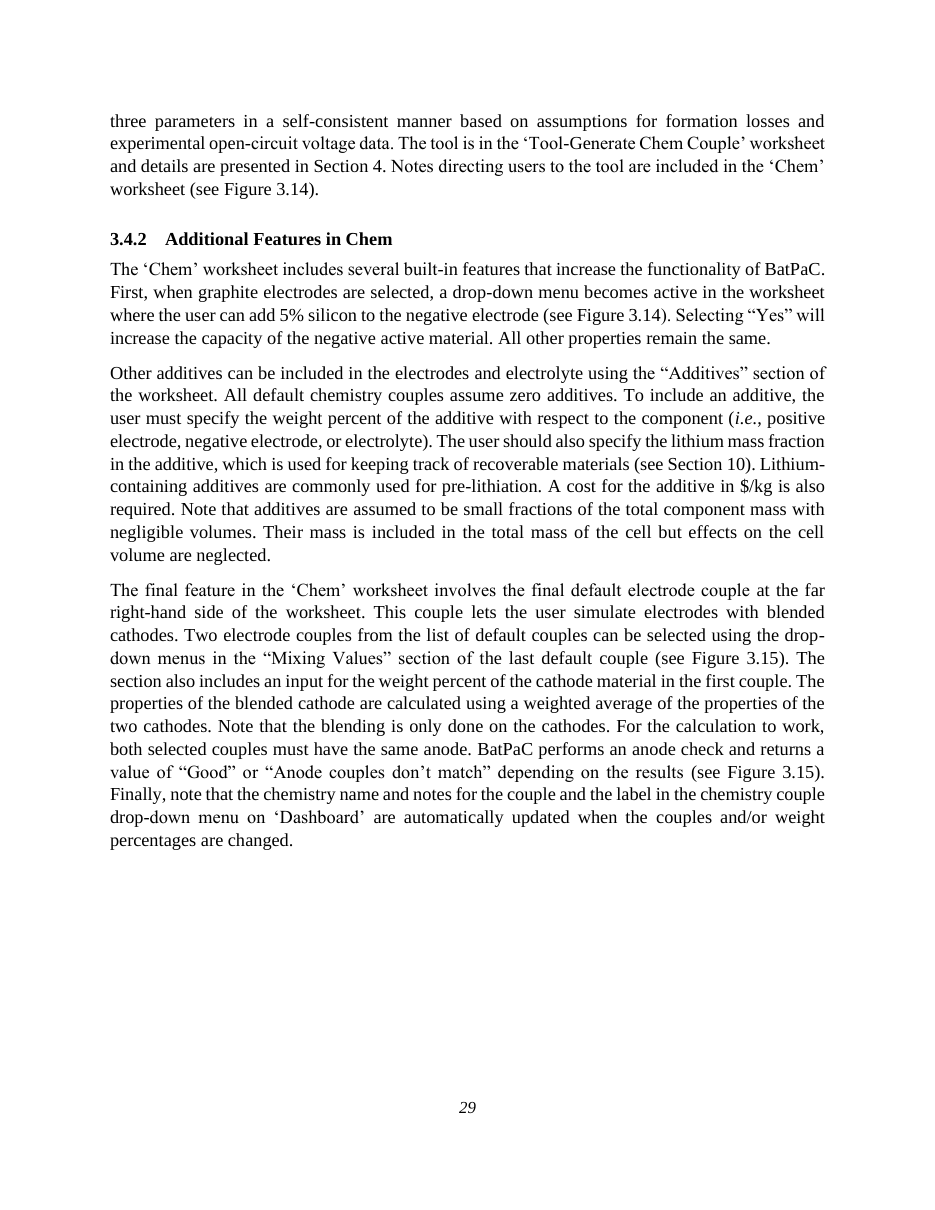 three parameters in a self-consistent manner based on assumptions for formation losses and
experimental open-circuit voltage data. The tool is in the ‘Tool-Generate Chem Couple’ worksheet
and details are presented in Section 4. Notes directing users to the tool are included in the ‘Chem’
worksheet (see Figure 3.14).
3.4.2 Additional Features in Chem
The ‘Chem’ worksheet includes several built-in features that increase the functionality of BatPaC.
First, when graphite electrodes are selected, a drop-down menu becomes active in the worksheet
where the user can add 5% silicon to the negative electrode (see Figure 3.14). Selecting “Yes” will
increase the capacity of the negative active material. All other properties remain the same.
Other additives can be included in the electrodes and electrolyte using the “Additives” section of
the worksheet. All default chemistry couples assume zero additives. To include an additive, the
user must specify the weight percent of the additive with respect to the component (i.e., positive
electrode, negative electrode, or electrolyte). The user should also specify the lithium mass fraction
in the additive, which is used for keeping track of recoverable materials (see Section 10). Lithium-
containing additives are commonly used for pre-lithiation. A cost for the additive in $/kg is also
required. Note that additives are assumed to be small fractions of the total component mass with
negligible volumes. Their mass is included in the total mass of the cell but effects on the cell
volume are neglected.
The final feature in the ‘Chem’ worksheet involves the final default electrode couple at the far
right-hand side of the worksheet. This couple lets the user simulate electrodes with blended
cathodes. Two electrode couples from the list of default couples can be selected using the drop-
down menus in the “Mixing Values” section of the last default couple (see Figure 3.15). The
section also includes an input for the weight percent of the cathode material in the first couple. The
properties of the blended cathode are calculated using a weighted average of the properties of the
two cathodes. Note that the blending is only done on the cathodes. For the calculation to work,
both selected couples must have the same anode. BatPaC performs an anode check and returns a
value of “Good” or “Anode couples don’t match” depending on the results (see Figure 3.15).
Finally, note that the chemistry name and notes for the couple and the label in the chemistry couple
drop-down menu on ‘Dashboard’ are automatically updated when the couples and/or weight
percentages are changed.
29